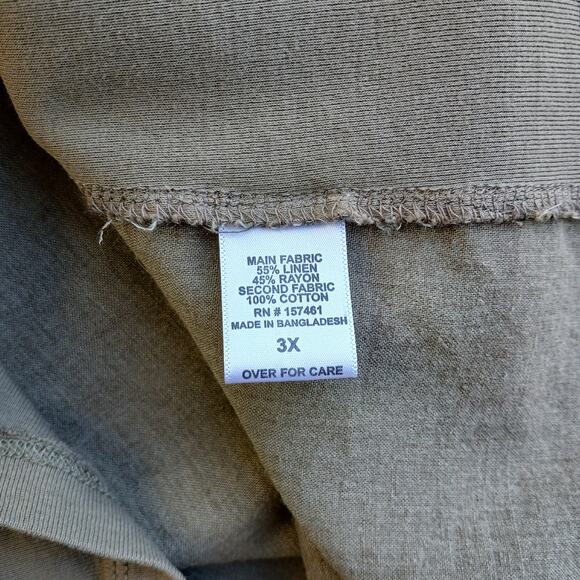 MAIN FABRIC
55% LINEN
45% RAYON
SECOND FABRIC
100% COTTON
RN # 157461
MADE IN BANGLADESH
3X
OVER FOR CARE